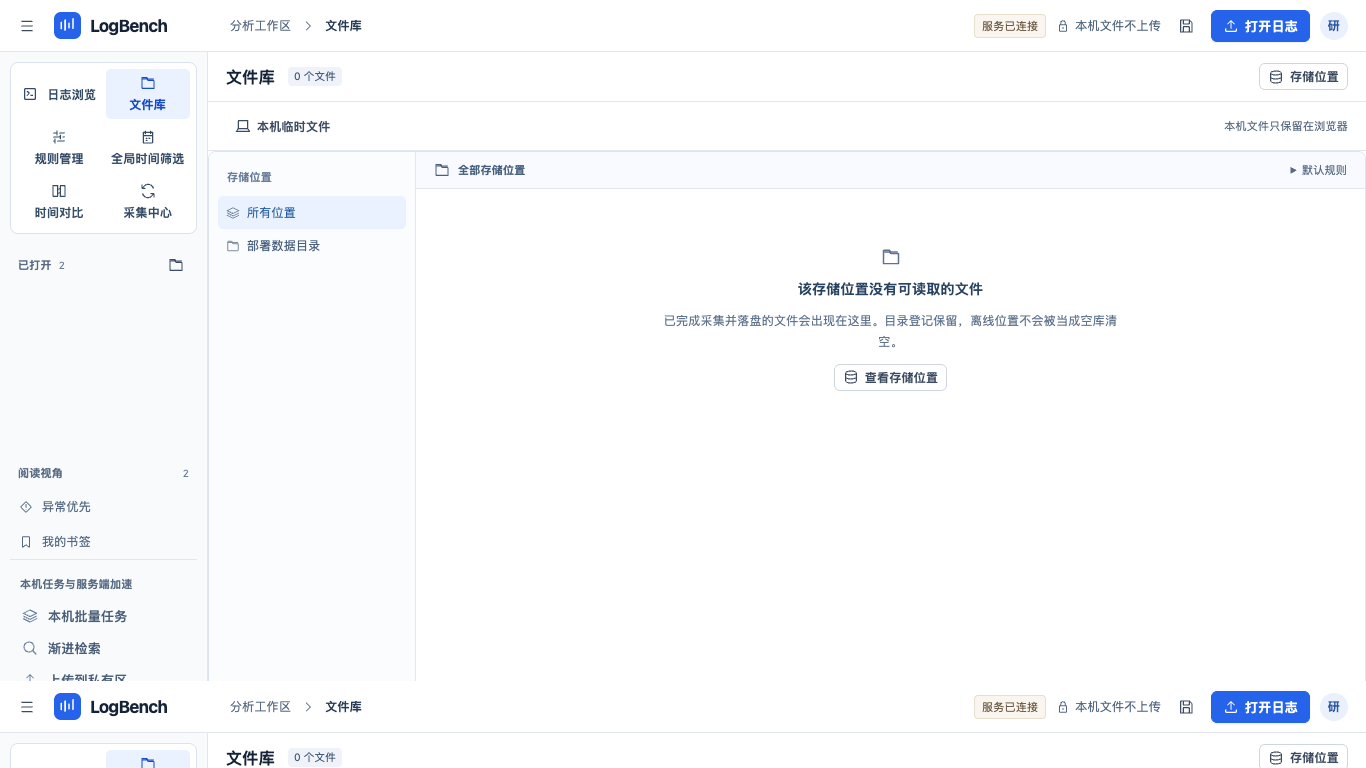 LogBench
分析工作区
文件库
服务已连接
本机文件不上传
打开日志
研
日志浏览
文件库
规则管理
全局时间筛选
时间对比
采集中心
已打开 2
阅读视角 2
异常优先
我的书签
本机任务与服务端加速
本机批量任务
渐进检索
上传到私有区
文件库
0 个文件
存储位置
本机临时文件
本机文件只保留在浏览器
存储位置
所有位置
部署数据目录
全部存储位置
默认规则
该存储位置没有可读取的文件
已完成采集并落盘的文件会出现在这里。目录登记保留，离线位置不会被当成空库清
空。
查看存储位置
LogBench
分析工作区
文件库
服务已连接
本机文件不上传
打开日志
研
文件库
0 个文件
存储位置